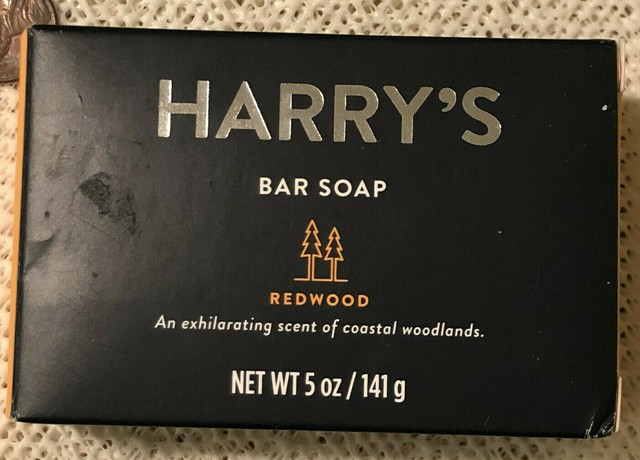 HARRY'S
BAR SOAP
REDWOOD
An exhilarating scent of coastal woodlands.
NET WT 5 oz / 141 g